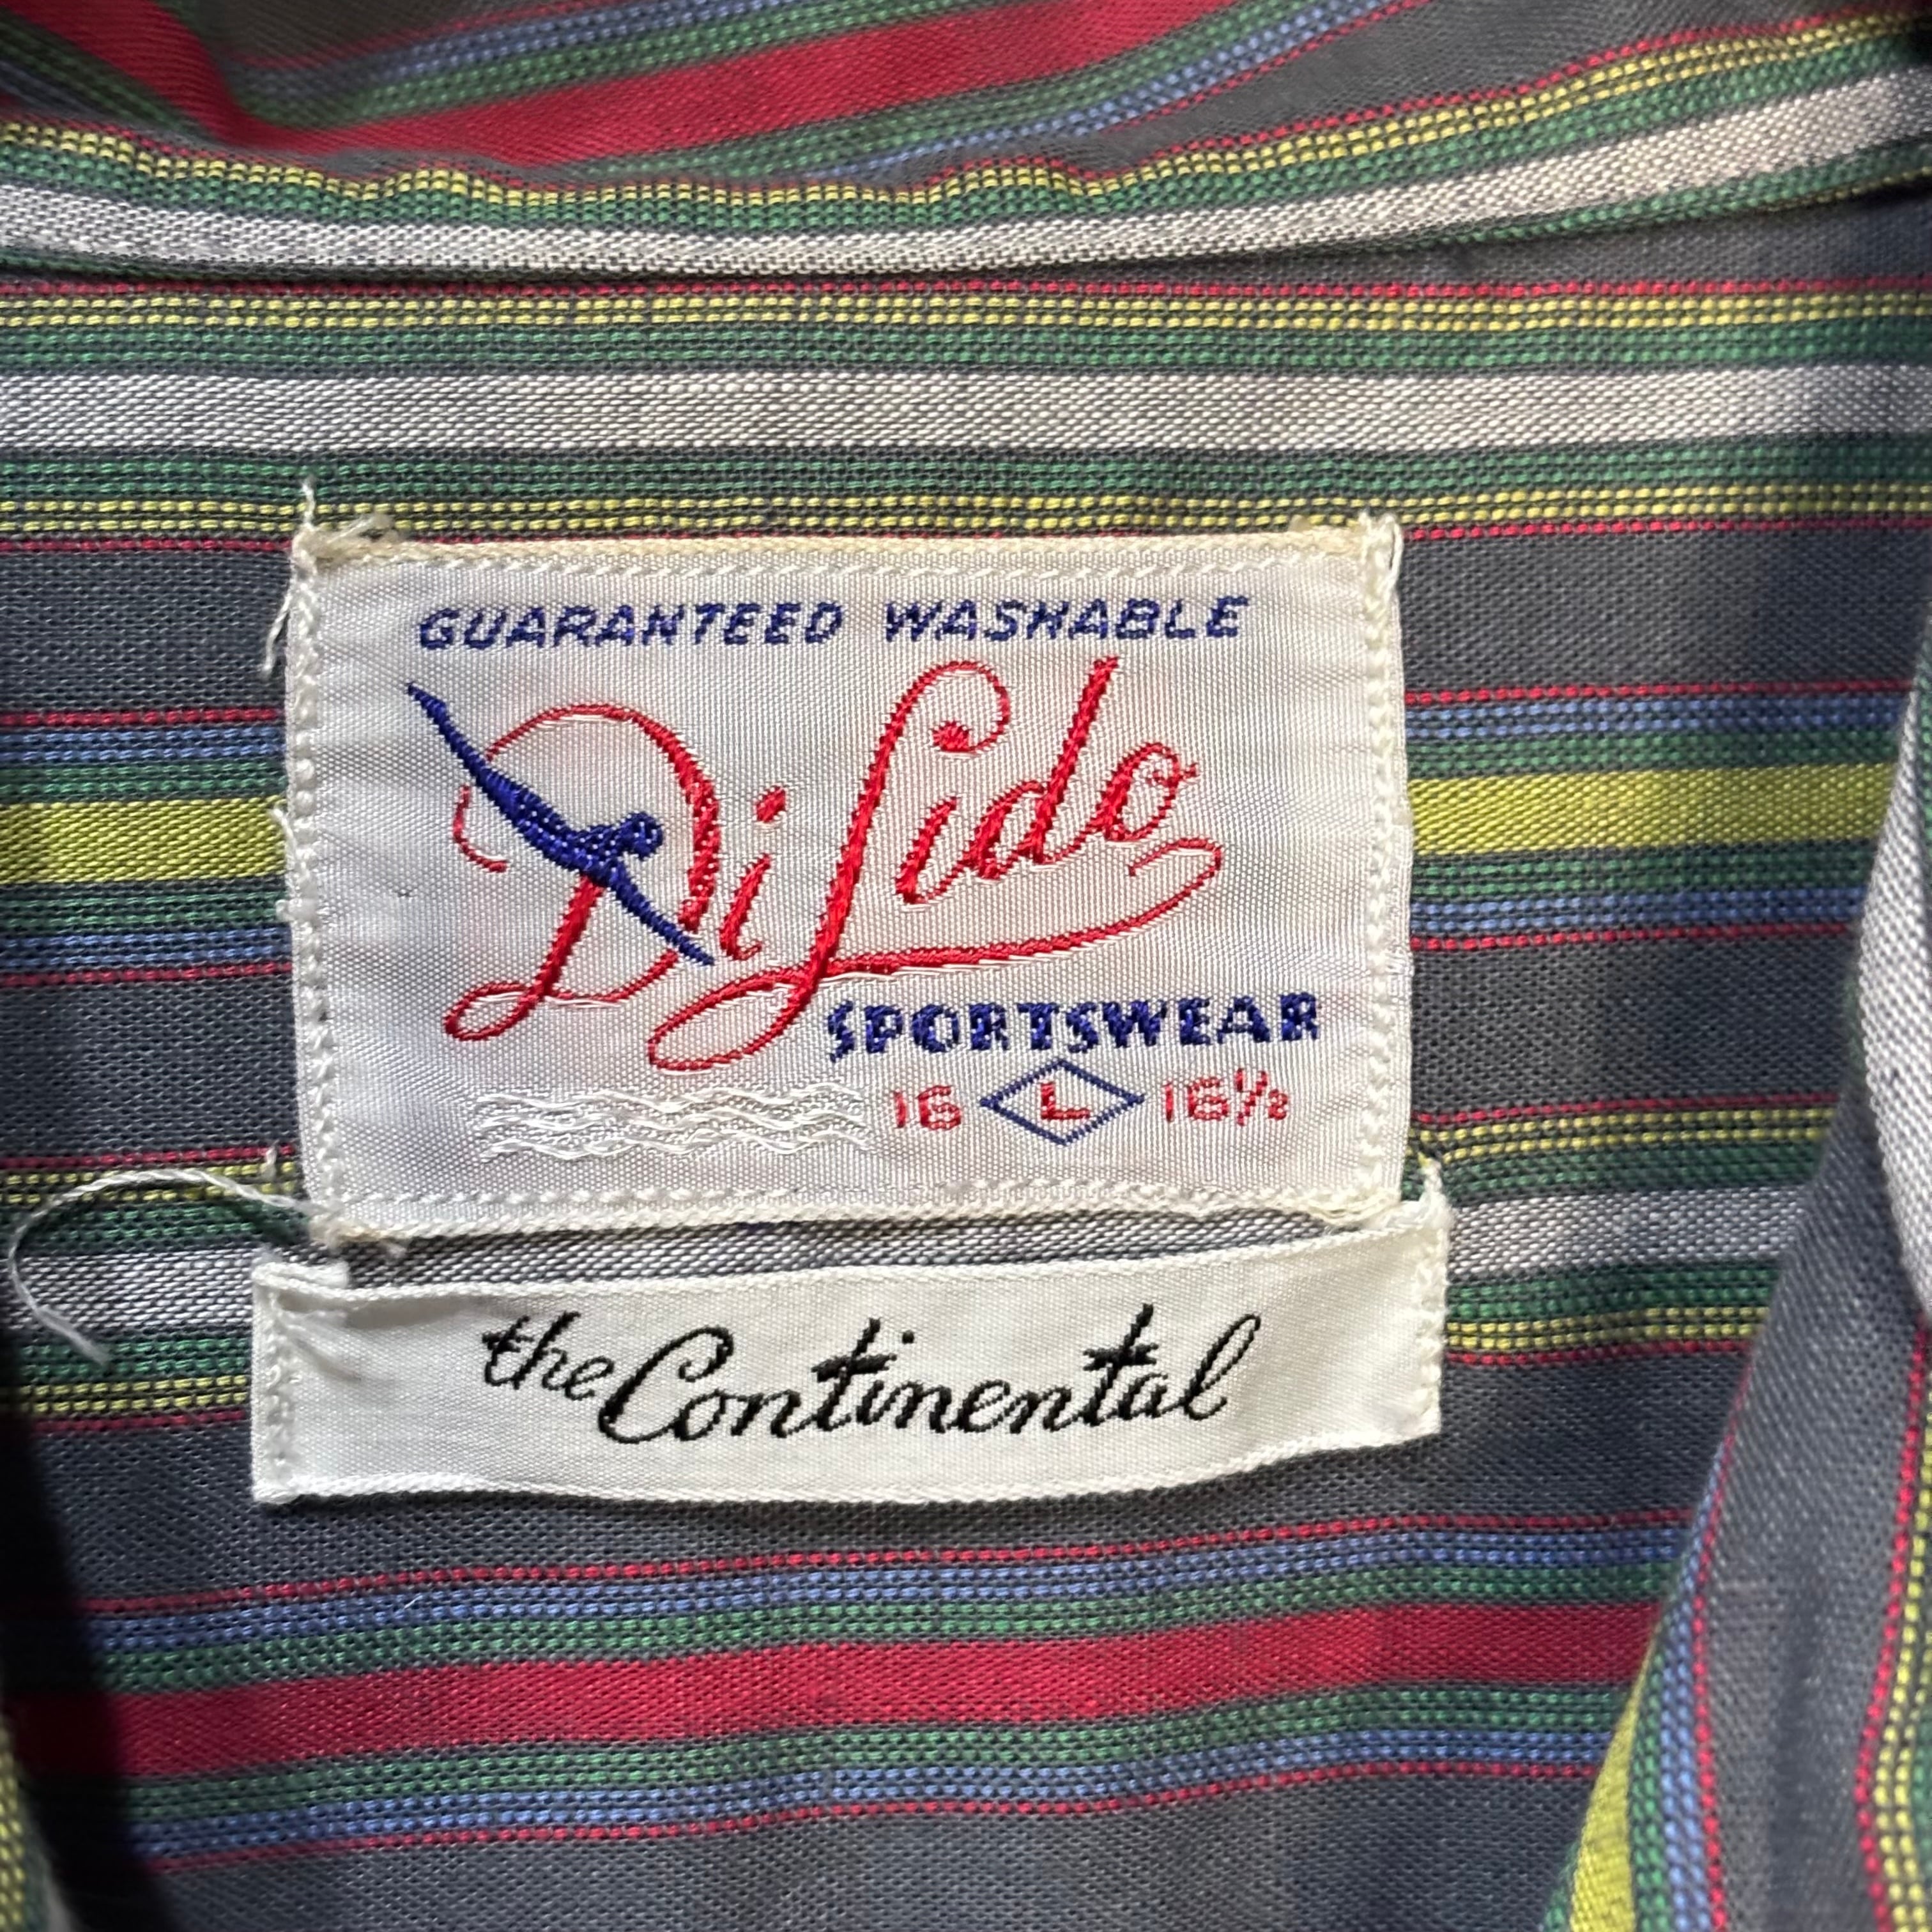 GUARANTEED WASHABLE
DiLido
SPORTSWEAR
16 L 16½
the Continental